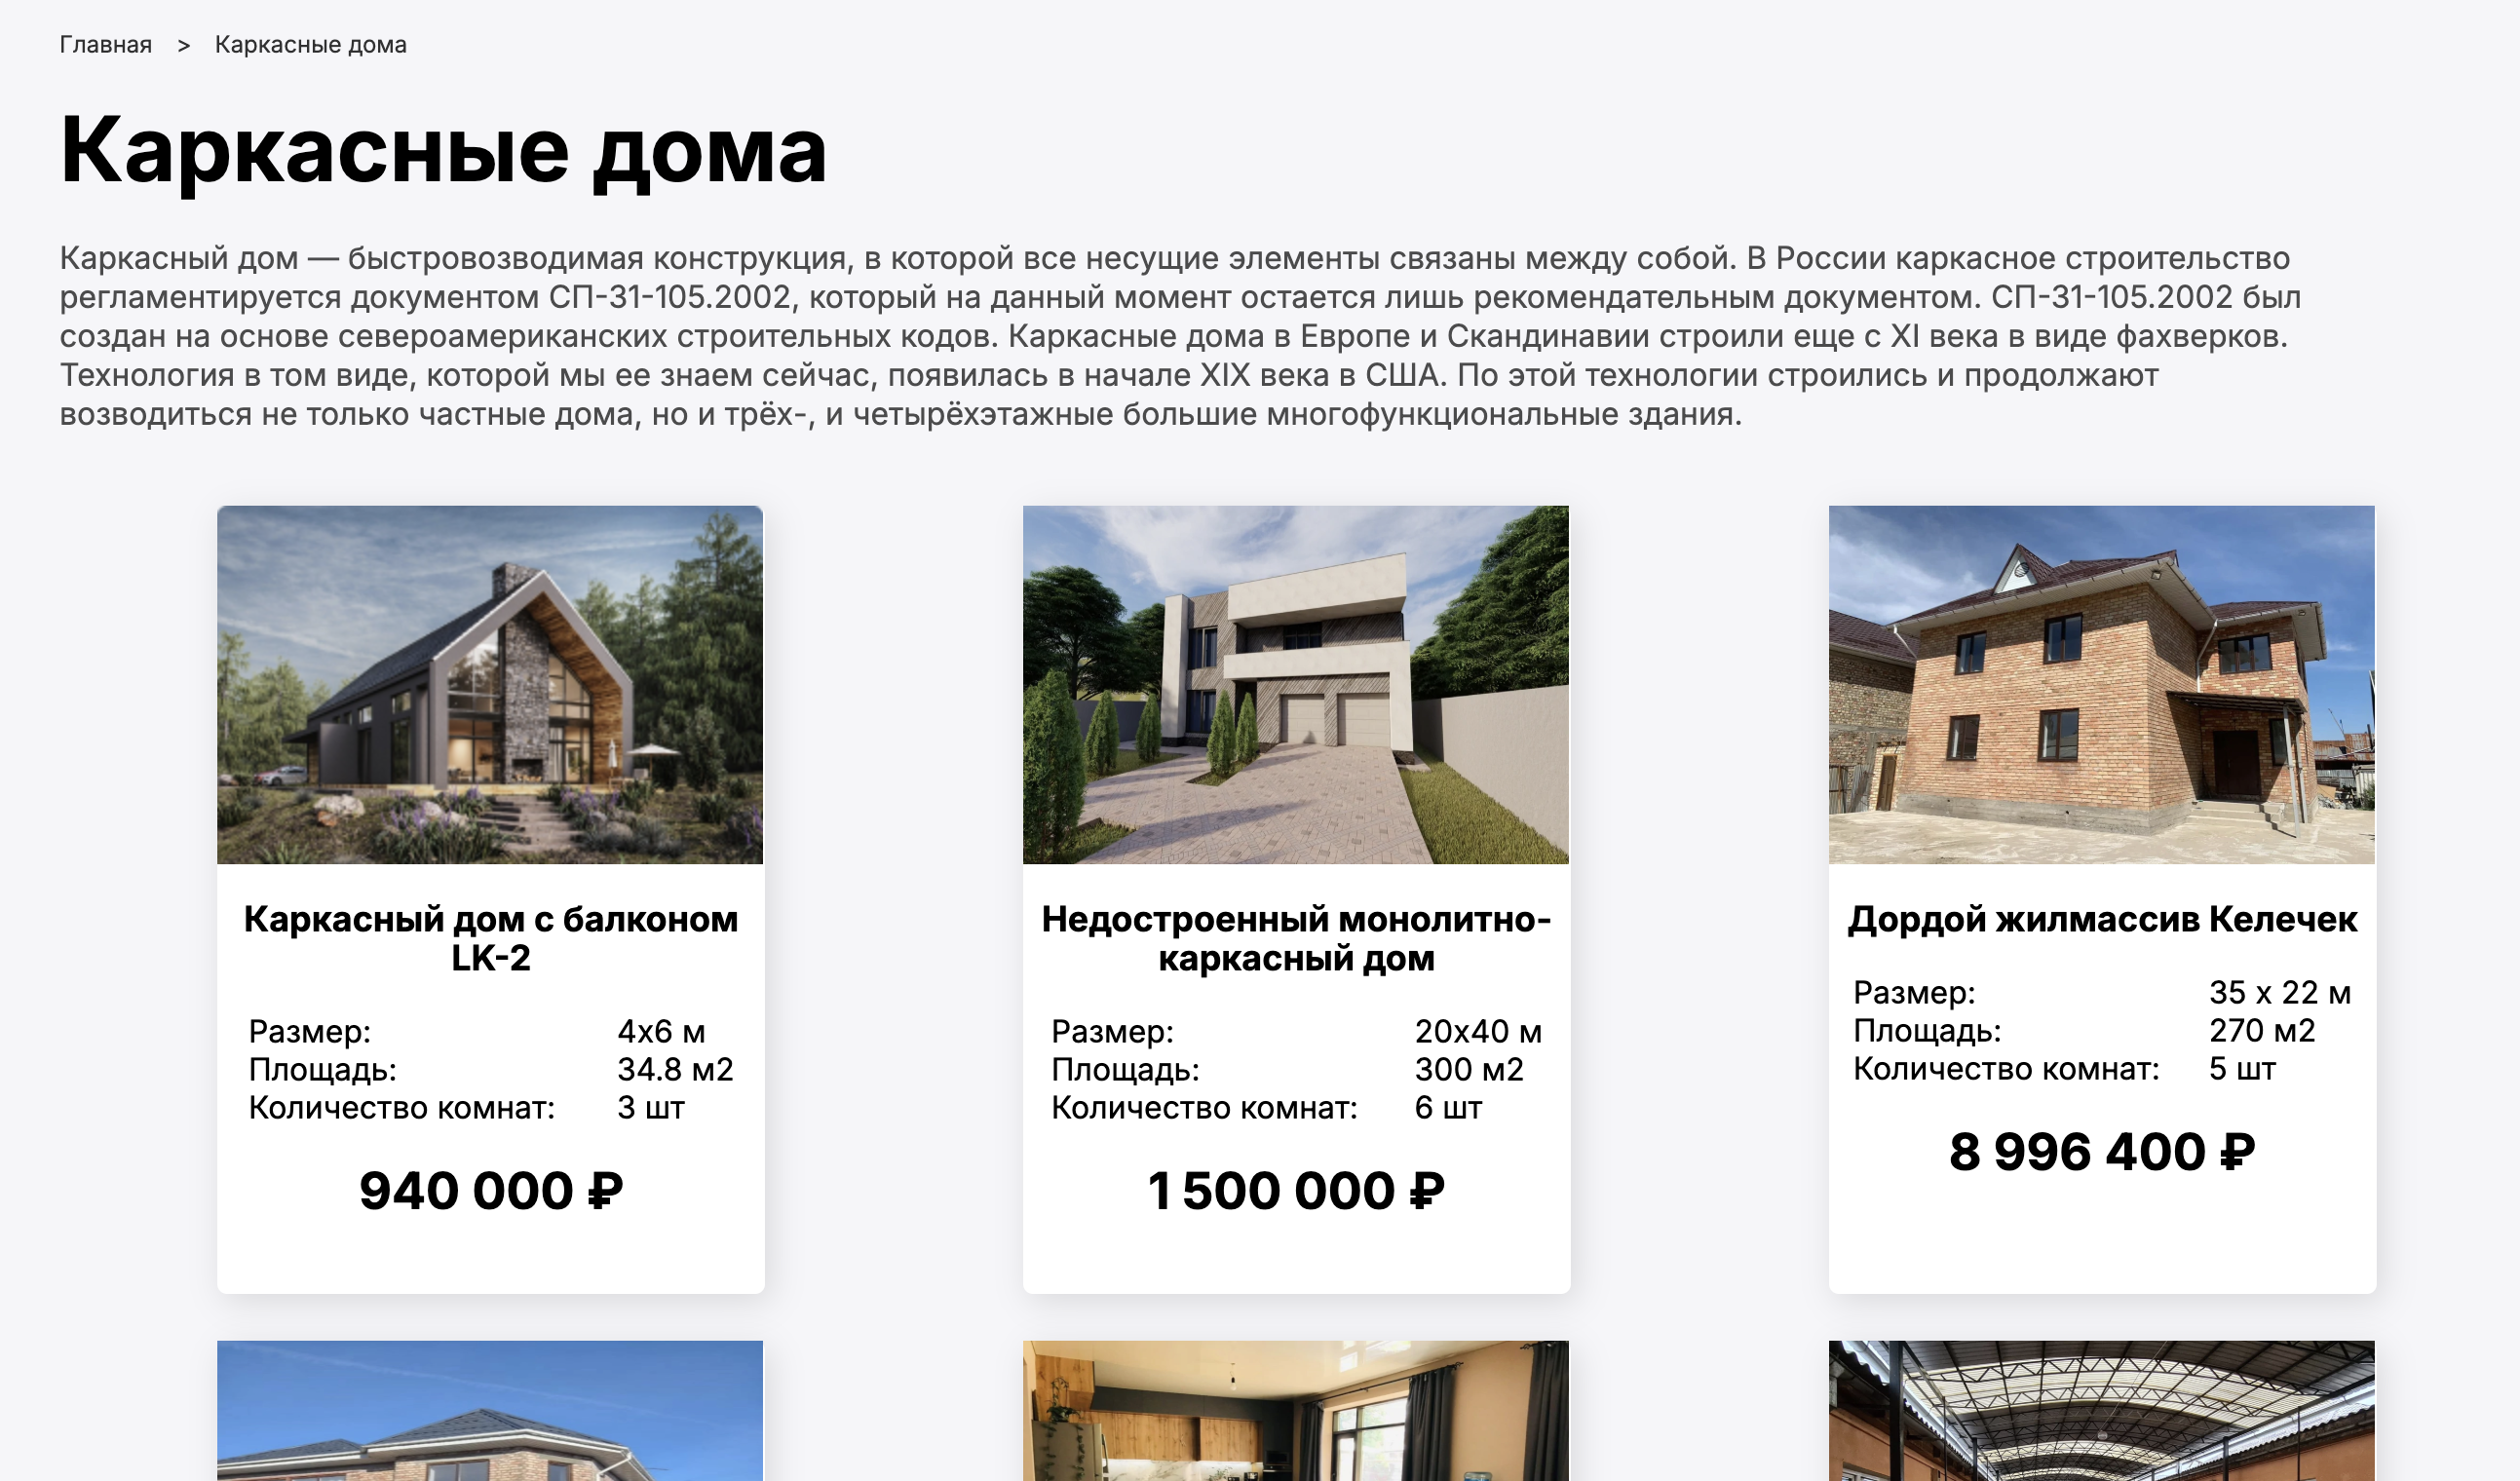 Главная > Каркасные дома
Каркасные дома
Каркасный дом — быстровозводимая конструкция, в которой все несущие элементы связаны между собой. В России каркасное строительство
регламентируется документом СП-31-105.2002, который на данный момент остается лишь рекомендательным документом. СП-31-105.2002 был
создан на основе североамериканских строительных кодов. Каркасные дома в Европе и Скандинавии строили еще с XI века в виде фахверков.
Технология в том виде, которой мы ее знаем сейчас, появилась в начале XIX века в США. По этой технологии строились и продолжают
возводиться не только частные дома, но и трёх-, и четырёхэтажные большие многофункциональные здания.
Каркасный дом с балконом
LK-2
Размер: 4х6 м
Площадь: 34.8 м2
Количество комнат: 3 шт
940 000 ₽
Недостроенный монолитно-
каркасный дом
Размер: 20х40 м
Площадь: 300 м2
Количество комнат: 6 шт
1 500 000 ₽
Дордой жилмассив Келечек
Размер: 35 х 22 м
Площадь: 270 м2
Количество комнат: 5 шт
8 996 400 ₽